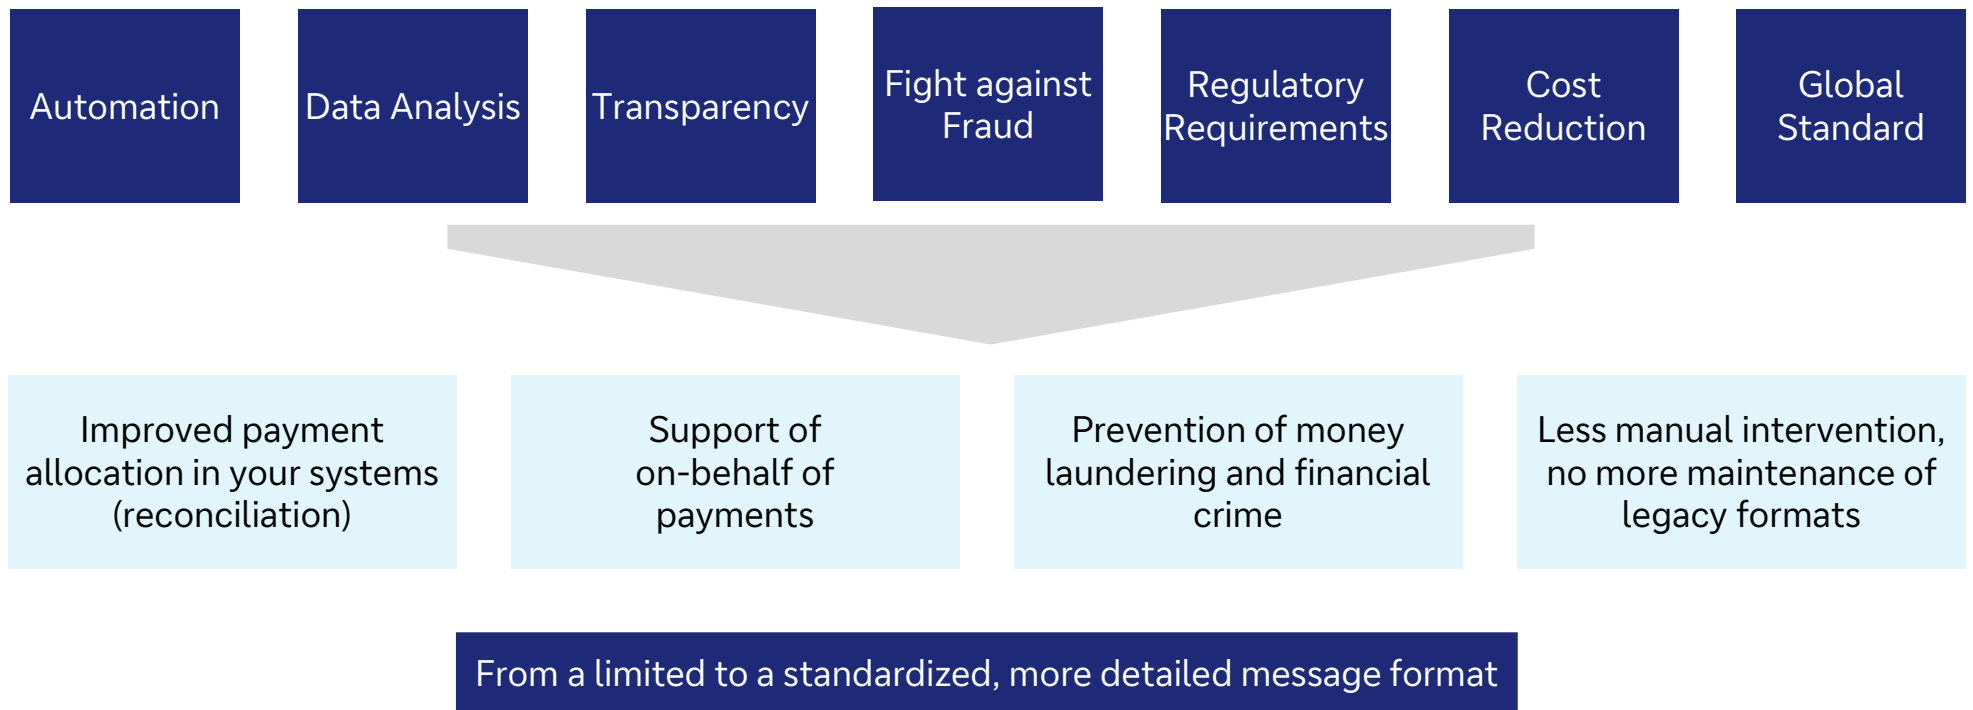 Automation
Data Analysis
Transparency
Fight against
Fraud
Regulatory
Requirements
Cost
Reduction
Global
Standard
Improved payment
allocation in your systems
(reconciliation)
Support of
on-behalf of
payments
Prevention of money
laundering and financial
crime
Less manual intervention,
no more maintenance of
legacy formats
From a limited to a standardized, more detailed message format